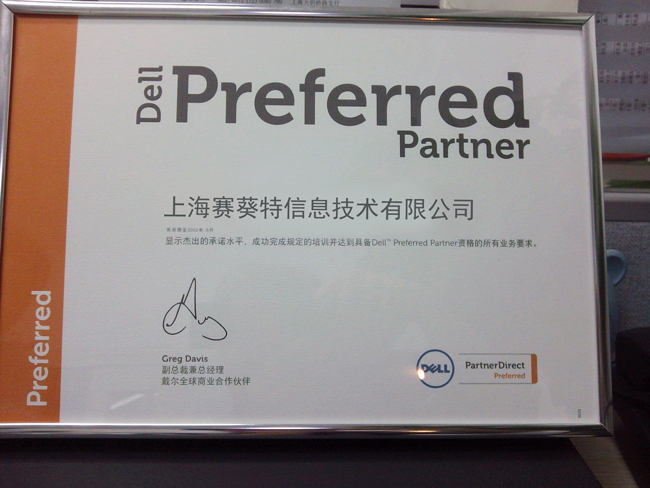 Dell
Preferred
Partner
上海赛葵特信息技术有限公司
显示杰出的承诺水平，成功完成规定的培训并达到具备Dell™ Preferred Partner资格的所有业务要求。
Greg Davis
副总裁兼总经理
戴尔全球商业合作伙伴
Preferred
DELL
PartnerDirect
Preferred